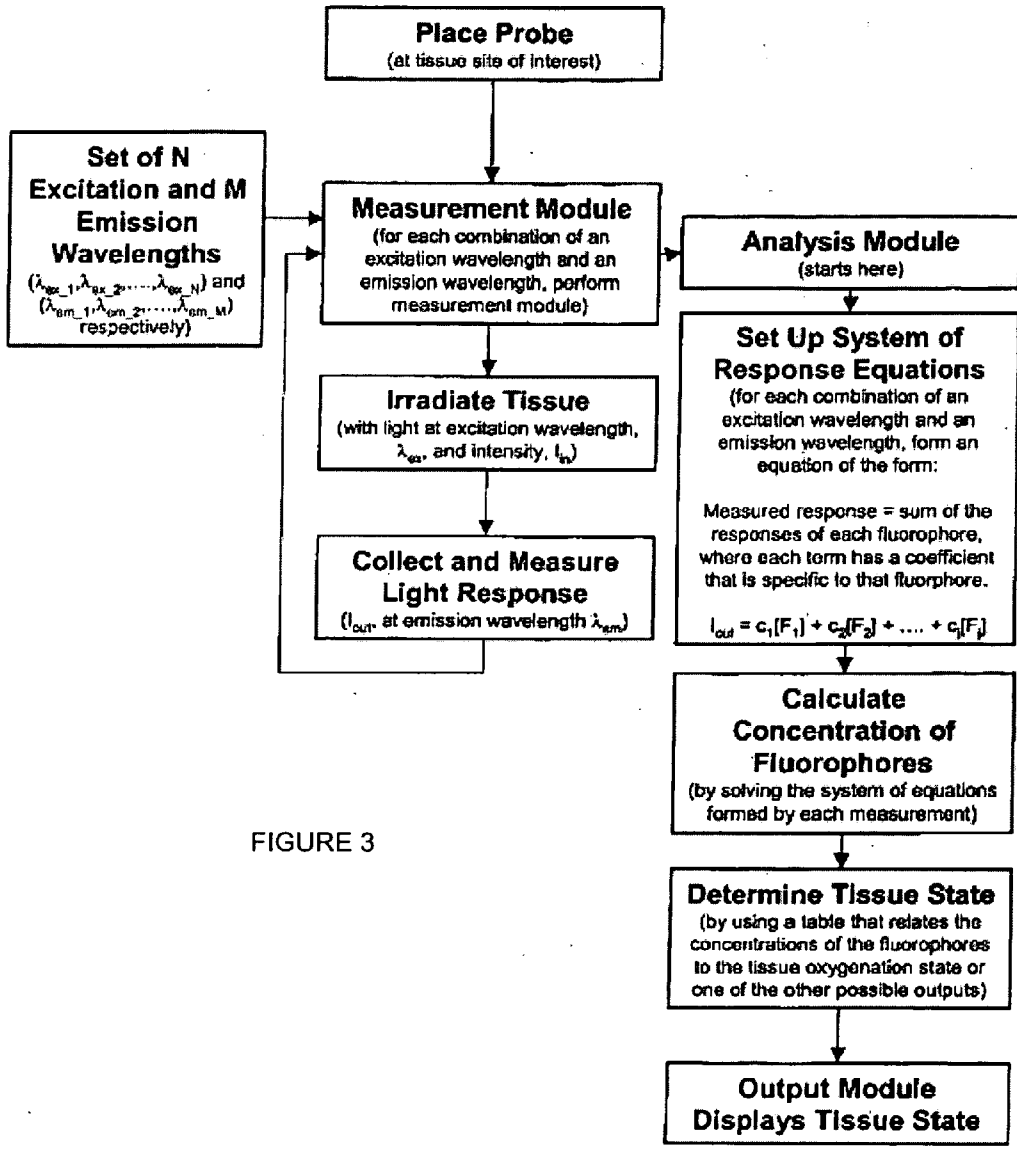 Place Probe
(at tissue site of interest)
Set of N
Excitation and M
Emission
Wavelengths
(λex_1,λex_2,....,λex_N) and
(λem_1,λem_2,....,λem_M)
respectively)
Measurement Module
(for each combination of an
excitation wavelength and an
emission wavelength, perform
measurement module)
Irradiate Tissue
(with light at excitation wavelength,
λex, and intensity, Iin)
Collect and Measure
Light Response
(Iout, at emission wavelength λem)
Analysis Module
(starts here)
Set Up System of
Response Equations
(for each combination of an
excitation wavelength and an
emission wavelength, form an
equation of the form:
Measured response = sum of the
responses of each fluorophore,
where each term has a coefficient
that is specific to that fluorphore.
Iout = c1[F1] + c2[F2] + .... + cj[Fj]
Calculate
Concentration of
Fluorophores
(by solving the system of equations
formed by each measurement)
Determine Tissue State
(by using a table that relates the
concentrations of the fluorophores
to the tissue oxygenation state or
one of the other possible outputs)
Output Module
Displays Tissue State
FIGURE 3